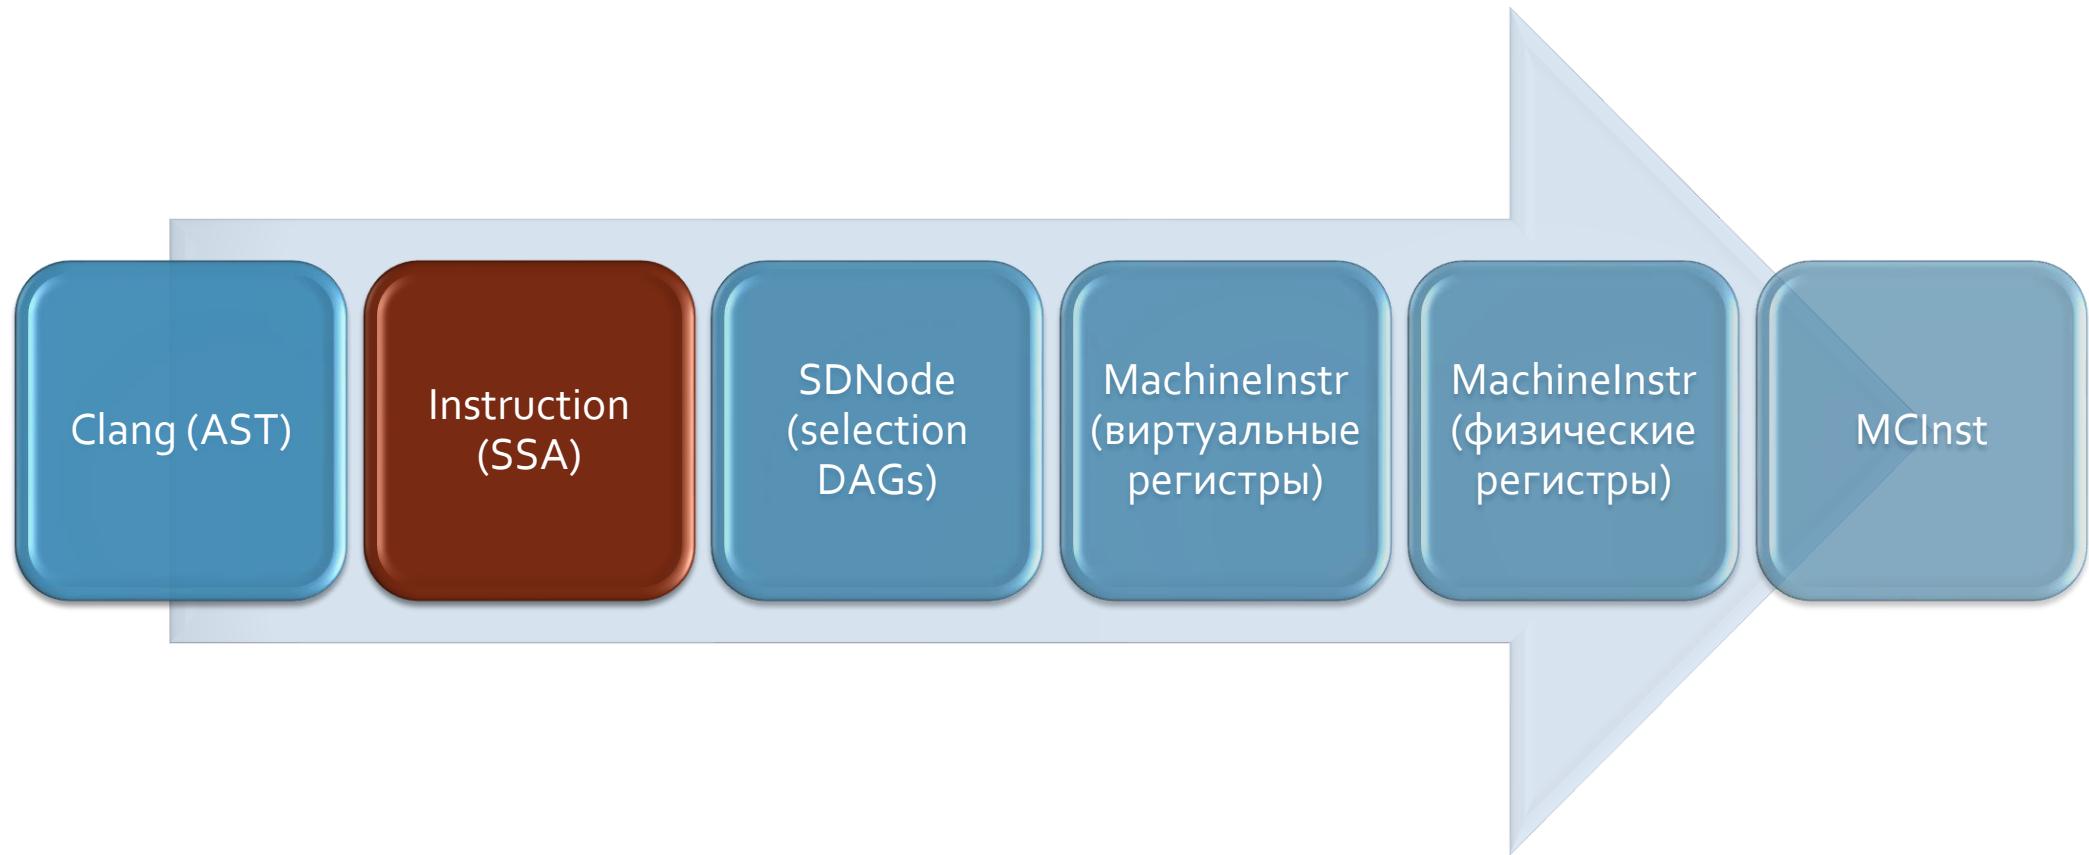 Clang (AST)
Instruction
(SSA)
SDNode
(selection
DAGs)
MachineInstr
(виртуальные
регистры)
MachineInstr
(физические
регистры)
MCInst